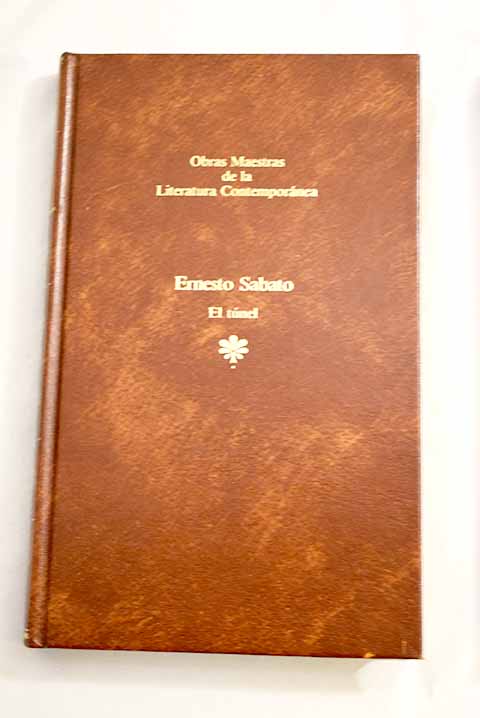 Obras Maestras
de la
Literatura Contemporánea
Ernesto Sabato
El túnel